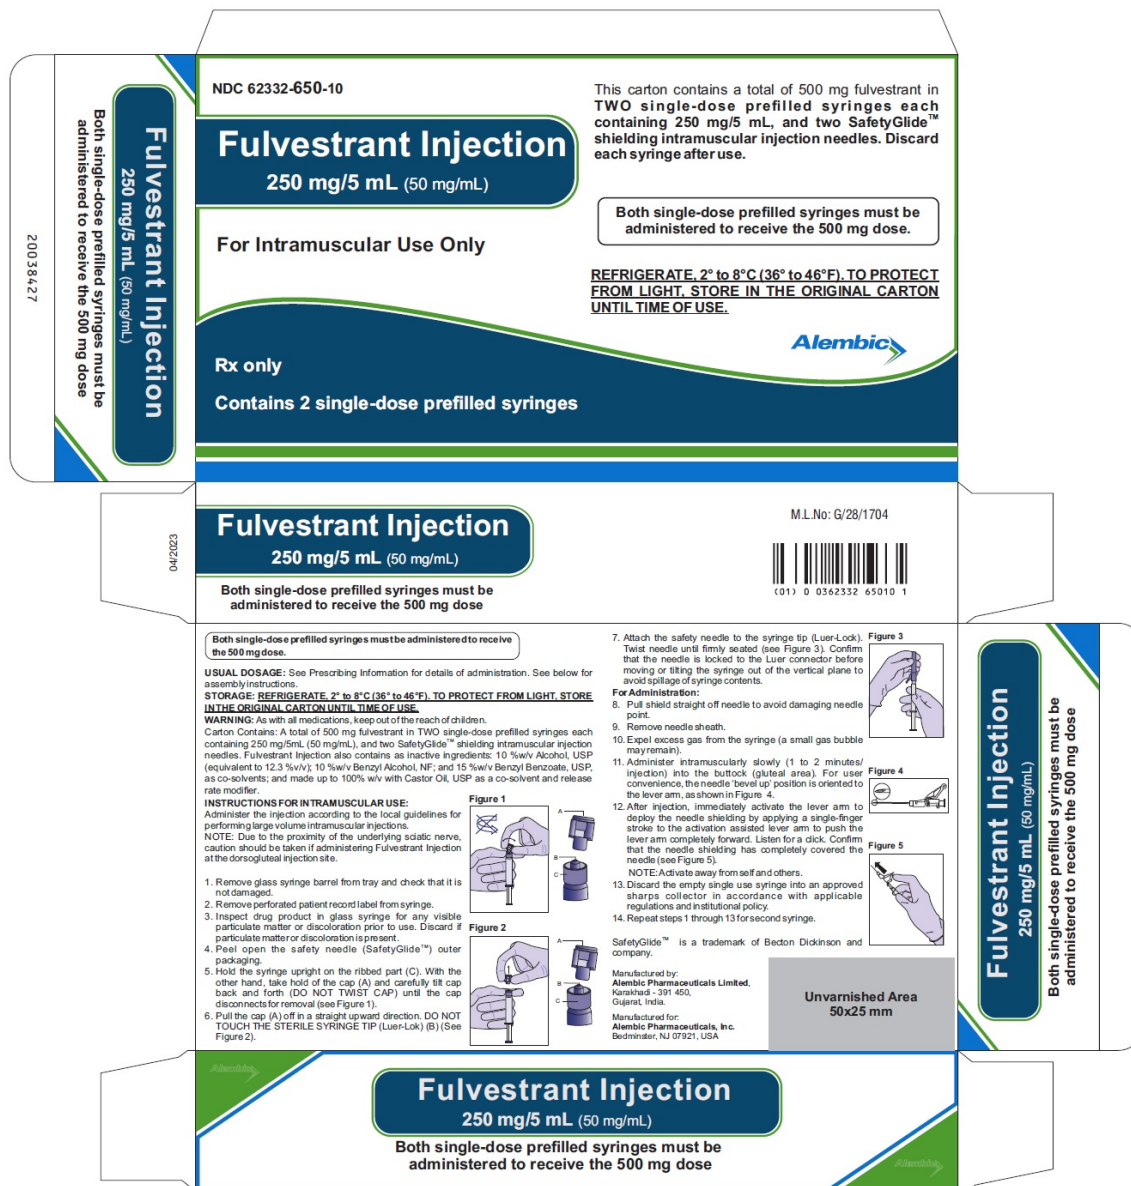 NDC 62332-650-10
Fulvestrant Injection
250 mg/5 mL (50 mg/mL)
For Intramuscular Use Only
Rx only
Contains 2 single-dose prefilled syringes
This carton contains a total of 500 mg fulvestrant in
TWO single-dose prefilled syringes each
containing 250 mg/5 mL, and two SafetyGlide™
shielding intramuscular injection needles. Discard
each syringe after use.
Both single-dose prefilled syringes must be
administered to receive the 500 mg dose.
REFRIGERATE, 2° to 8°C (36° to 46°F). TO PROTECT
FROM LIGHT, STORE IN THE ORIGINAL CARTON
UNTIL TIME OF USE.
Alembic
20038427
Fulvestrant Injection
250 mg/5 mL (50 mg/mL)
Both single-dose prefilled syringes must be
administered to receive the 500 mg dose
04/2023
Fulvestrant Injection
250 mg/5 mL (50 mg/mL)
Both single-dose prefilled syringes must be
administered to receive the 500 mg dose
M.L.No: G/28/1704
(01) 0 0362332 65010 1
Both single-dose prefilled syringes must be administered to receive
the 500 mg dose.
USUAL DOSAGE: See Prescribing Information for details of administration. See below for
assembly instructions.
STORAGE: REFRIGERATE, 2° to 8°C (36° to 46°F). TO PROTECT FROM LIGHT, STORE
IN THE ORIGINAL CARTON UNTIL TIME OF USE.
WARNING: As with all medications, keep out of the reach of children.
Carton Contains: A total of 500 mg fulvestrant in TWO single-dose prefilled syringes each
containing 250 mg/5mL (50 mg/mL), and two SafetyGlide™ shielding intramuscular injection
needles. Fulvestrant Injection also contains as inactive ingredients: 10 %w/v Alcohol, USP
(equivalent to 12.3 %v/v); 10 %w/v Benzyl Alcohol, NF; and 15 %w/v Benzyl Benzoate, USP,
as co-solvents; and made up to 100% w/v with Castor Oil, USP as a co-solvent and release
rate modifier.
INSTRUCTIONS FOR INTRAMUSCULAR USE:
Administer the injection according to the local guidelines for
performing large volume intramuscular injections.
NOTE: Due to the proximity of the underlying sciatic nerve,
caution should be taken if administering Fulvestrant Injection
at the dorsogluteal injection site.
1. Remove glass syringe barrel from tray and check that it is
not damaged.
2. Remove perforated patient record label from syringe.
3. Inspect drug product in glass syringe for any visible
particulate matter or discoloration prior to use. Discard if
particulate matter or discoloration is present.
4. Peel open the safety needle (SafetyGlide™) outer
packaging.
5. Hold the syringe upright on the ribbed part (C). With the
other hand, take hold of the cap (A) and carefully tilt cap
back and forth (DO NOT TWIST CAP) until the cap
disconnects for removal (see Figure 1).
6. Pull the cap (A) off in a straight upward direction. DO NOT
TOUCH THE STERILE SYRINGE TIP (Luer-Lok) (B) (See
Figure 2).
Figure 1
A
B
C
Figure 2
A
B
C
7. Attach the safety needle to the syringe tip (Luer-Lock).
Twist needle until firmly seated (see Figure 3). Confirm
that the needle is locked to the Luer connector before
moving or tilting the syringe out of the vertical plane to
avoid spillage of syringe contents.
For Administration:
8. Pull shield straight off needle to avoid damaging needle
point.
9. Remove needle sheath.
10. Expel excess gas from the syringe (a small gas bubble
may remain).
11. Administer intramuscularly slowly (1 to 2 minutes/
injection) into the buttock (gluteal area). For user
convenience, the needle 'bevel up' position is oriented to
the lever arm, as shown in Figure 4.
12. After injection, immediately activate the lever arm to
deploy the needle shielding by applying a single-finger
stroke to the activation assisted lever arm to push the
lever arm completely forward. Listen for a click. Confirm
that the needle shielding has completely covered the
needle (see Figure 5).
NOTE: Activate away from self and others.
13. Discard the empty single use syringe into an approved
sharps collector in accordance with applicable
regulations and institutional policy.
14. Repeat steps 1 through 13 for second syringe.
SafetyGlide™ is a trademark of Becton Dickinson and
company.
Manufactured by:
Alembic Pharmaceuticals Limited,
Karakhadi - 391 450,
Gujarat, India.
Manufactured for:
Alembic Pharmaceuticals, Inc.
Bedminster, NJ 07921, USA
Figure 3
Figure 4
Figure 5
Unvarnished Area
50x25 mm
Fulvestrant Injection
250 mg/5 mL (50 mg/mL)
Both single-dose prefilled syringes must be
administered to receive the 500 mg dose
Alembic
Fulvestrant Injection
250 mg/5 mL (50 mg/mL)
Both single-dose prefilled syringes must be
administered to receive the 500 mg dose
Alembic